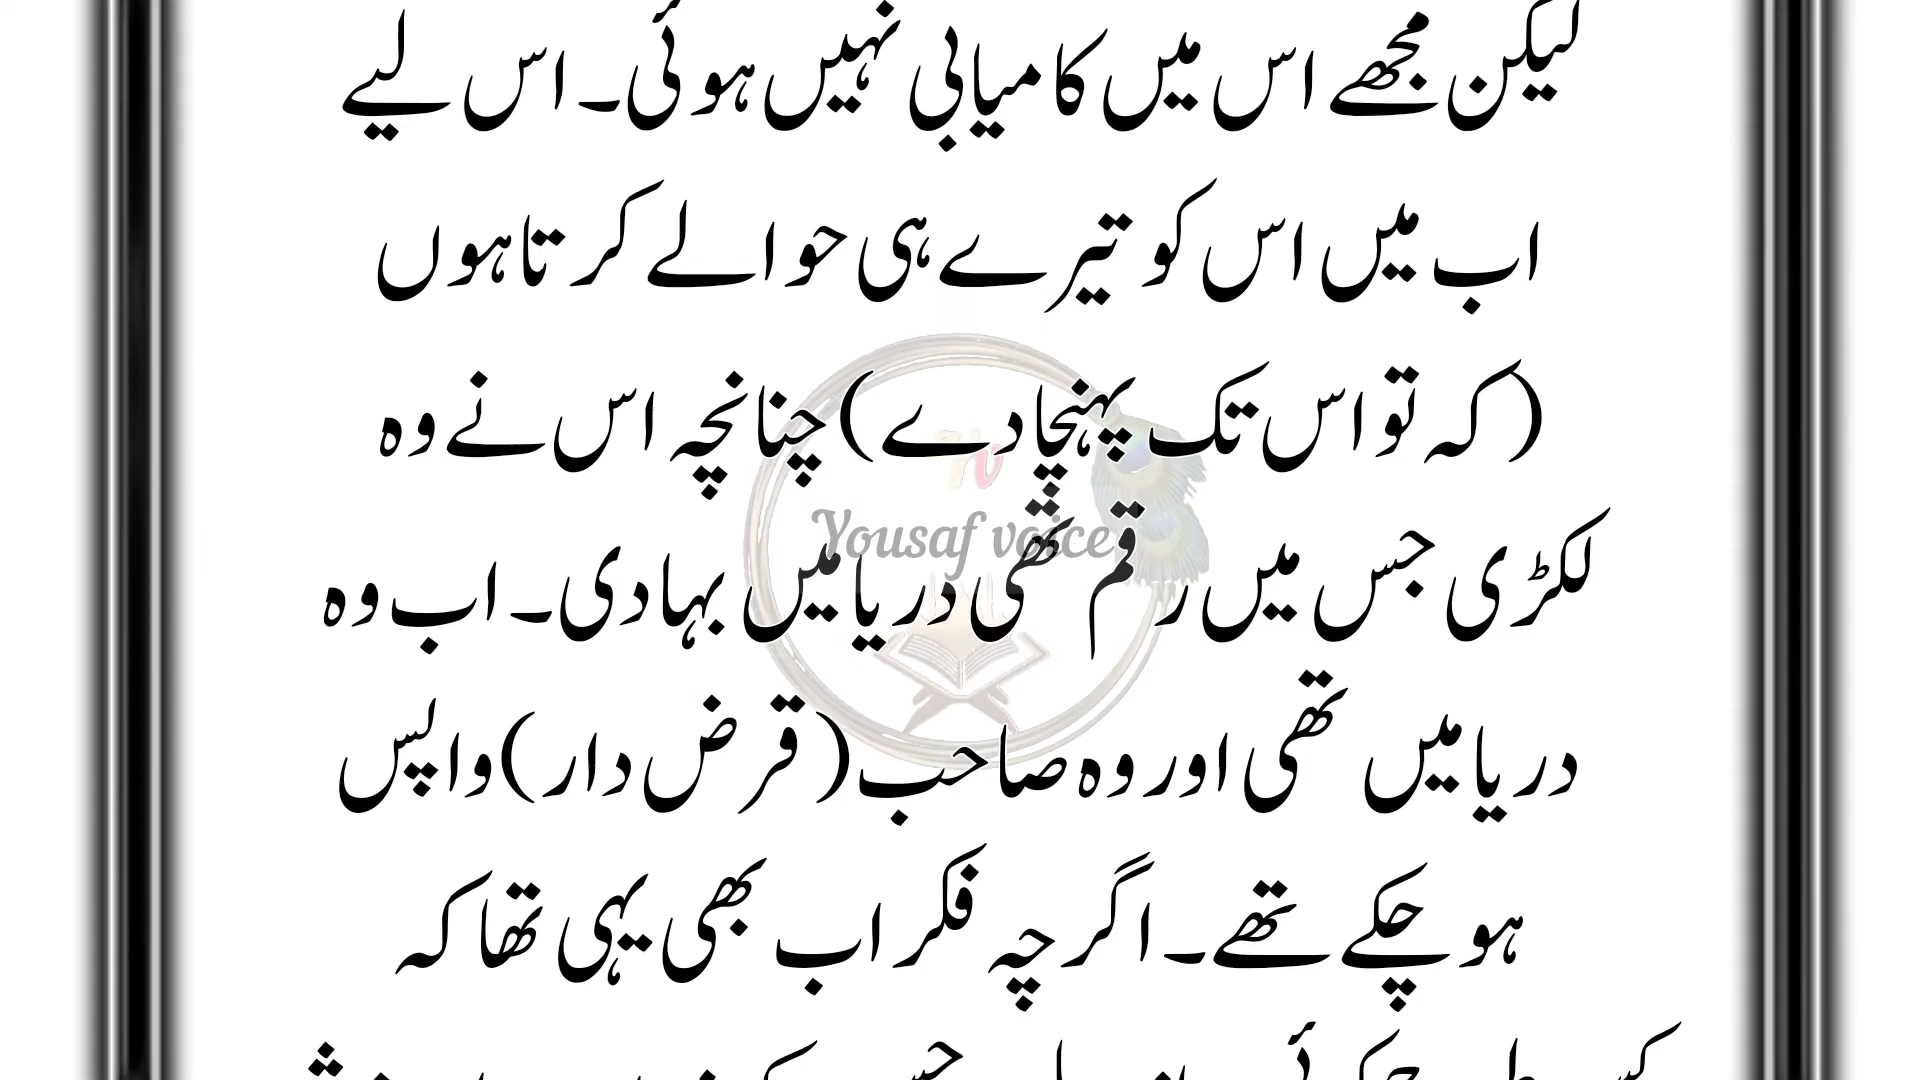 لیکن مجھے اس میں کامیابی نہیں ہوئی۔ اس لیے
اب میں اس کو تیرے ہی حوالے کرتا ہوں
(کہ تو اس تک پہنچا دے) چنانچہ اس نے وہ
Yousaf voice
لکڑی جس میں رقم تھی دریا میں بہا دی۔ اب وہ
دریا میں تھی اور وہ صاحب (قرض دار) واپس
ہو چکے تھے۔ اگرچہ فکر اب بھی یہی تھا کہ